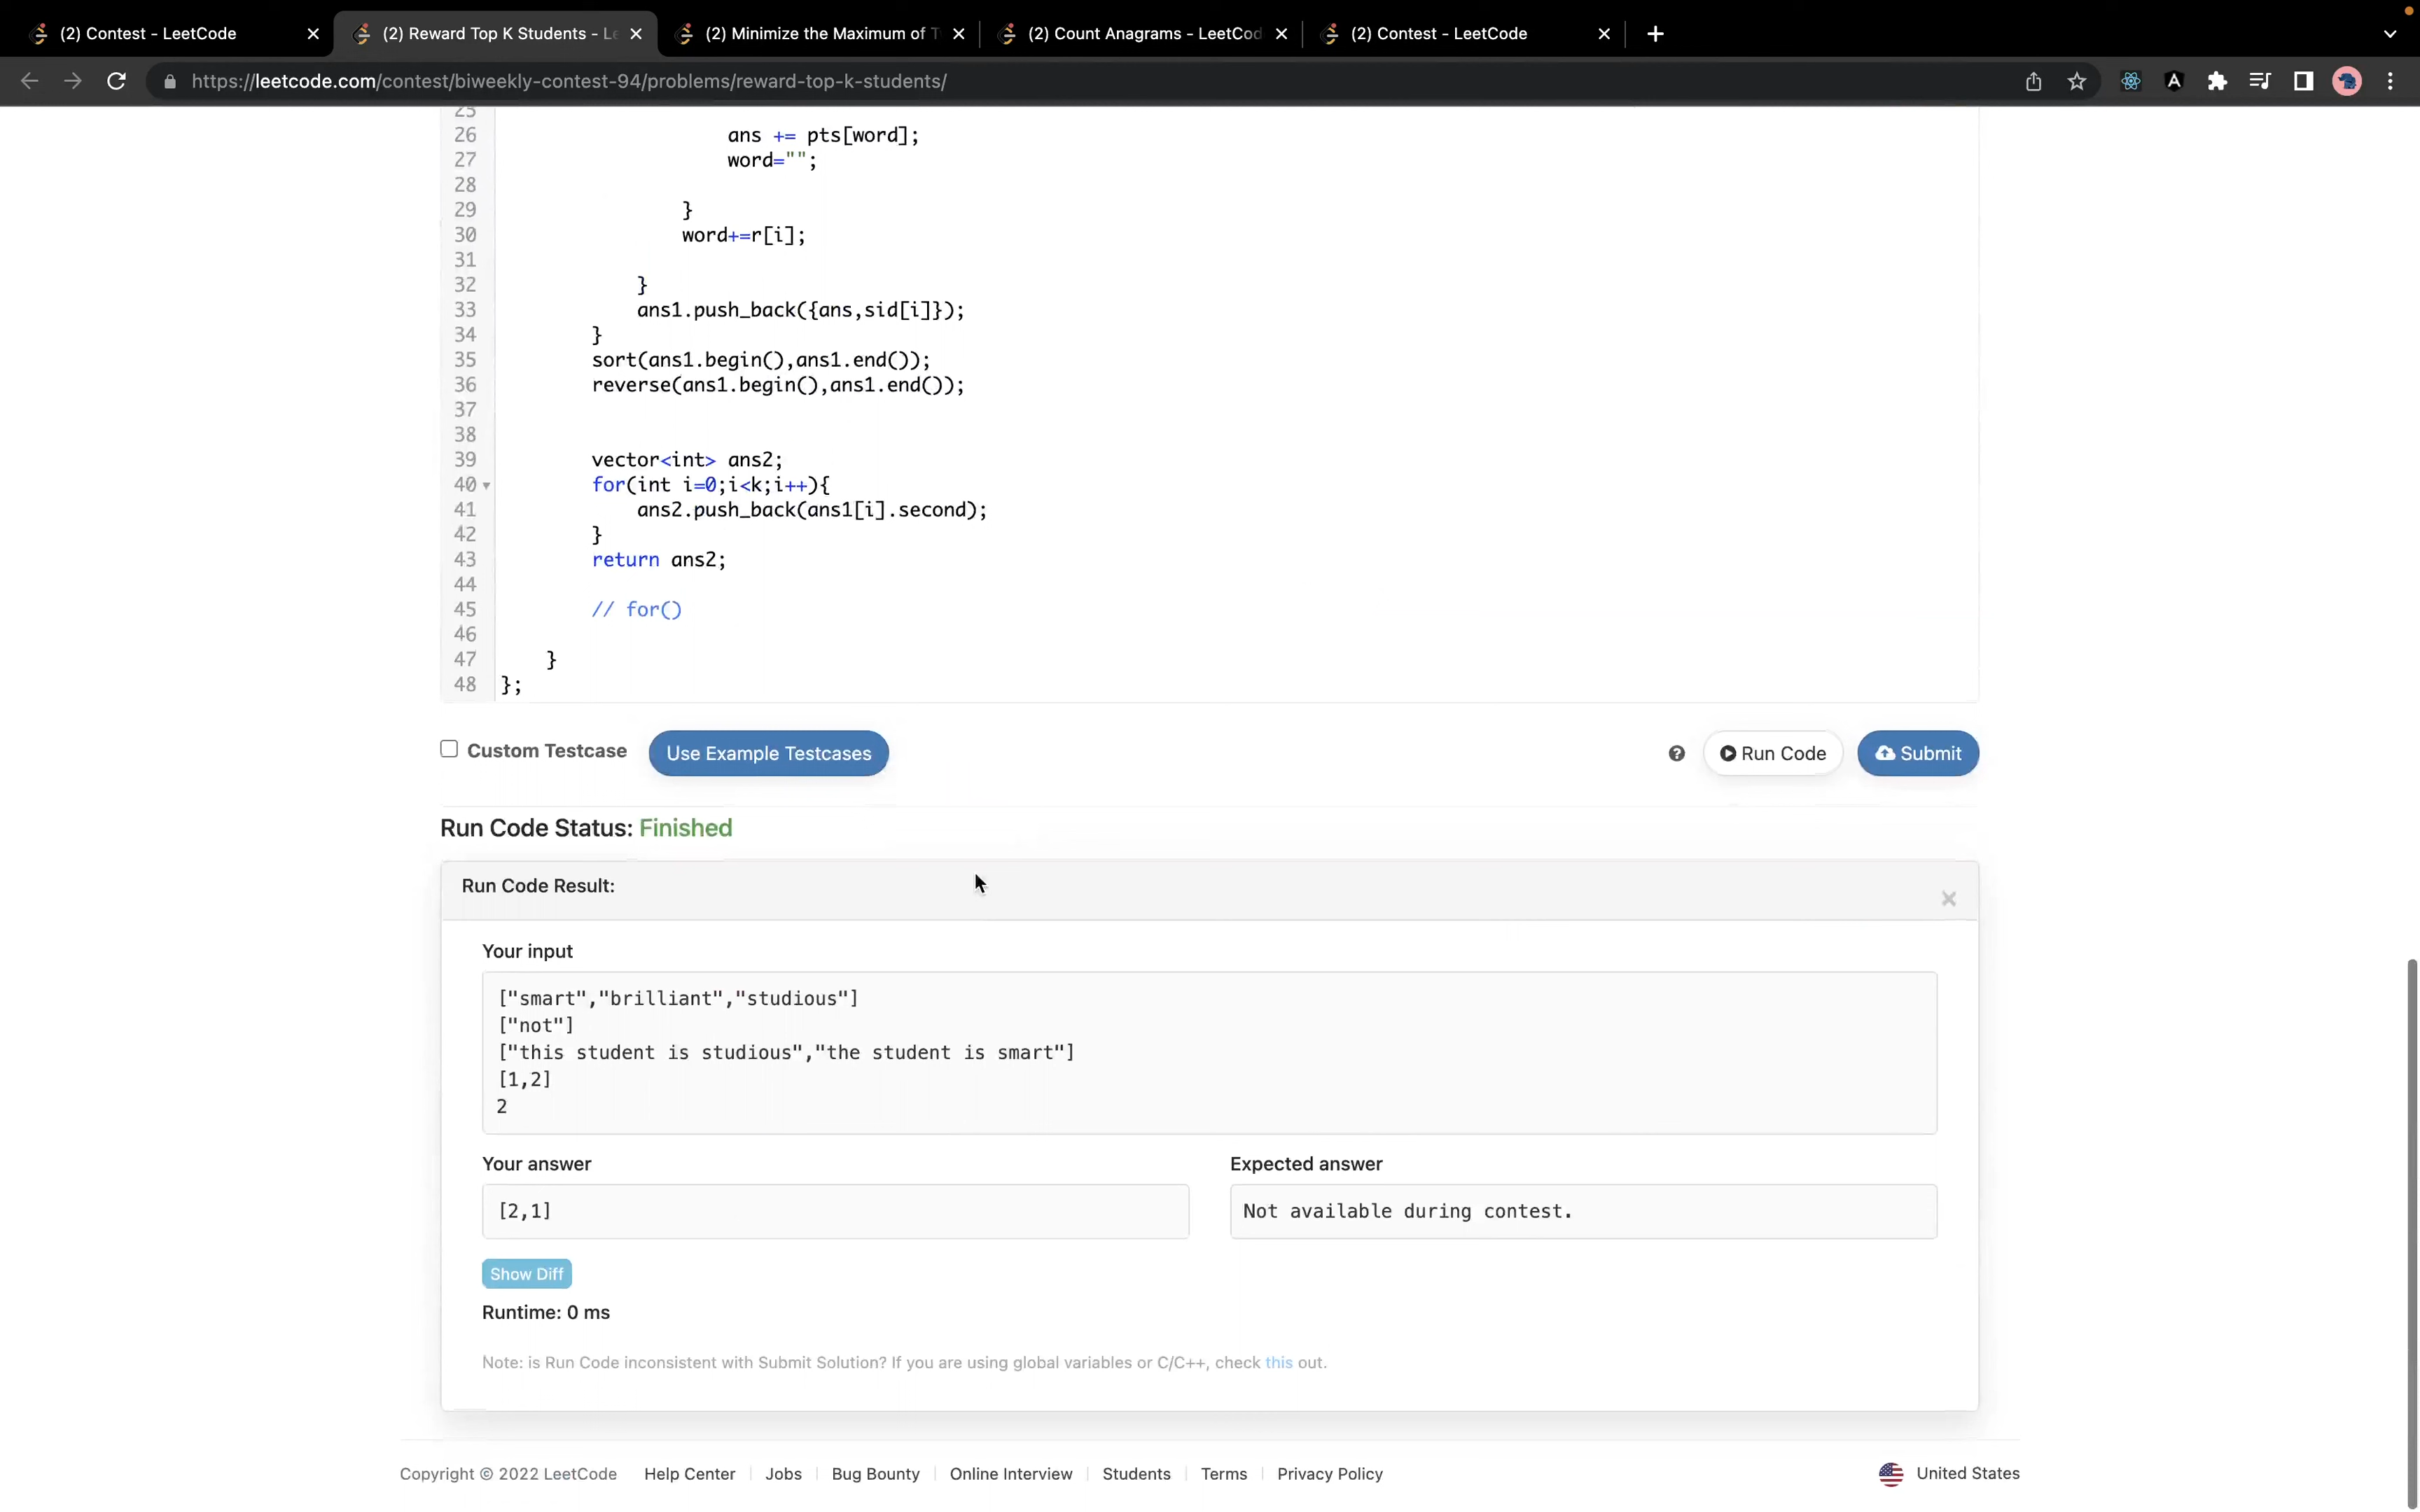 (2) Contest - LeetCode
(2) Reward Top K Students - Le
(2) Minimize the Maximum of T
(2) Count Anagrams - LeetCod
(2) Contest - LeetCode
https://leetcode.com/contest/biweekly-contest-94/problems/reward-top-k-students/
25
26 ans += pts[word];
27 word="";
28
29 }
30 word+=r[i];
31
32 }
33 ans1.push_back({ans,sid[i]});
34 }
35 sort(ans1.begin(),ans1.end());
36 reverse(ans1.begin(),ans1.end());
37
38
39 vector<int> ans2;
40 for(int i=0;i<k;i++){
41 ans2.push_back(ans1[i].second);
42 }
43 return ans2;
44
45 // for()
46
47 }
48 };
Custom Testcase
Use Example Testcases
Run Code
Submit
Run Code Status: Finished
Run Code Result:
Your input
["smart","brilliant","studious"]
["not"]
["this student is studious","the student is smart"]
[1,2]
2
Your answer
Expected answer
[2,1]
Not available during contest.
Show Diff
Runtime: 0 ms
Note: is Run Code inconsistent with Submit Solution? If you are using global variables or C/C++, check this out.
Copyright © 2022 LeetCode
Help Center
Jobs
Bug Bounty
Online Interview
Students
Terms
Privacy Policy
United States